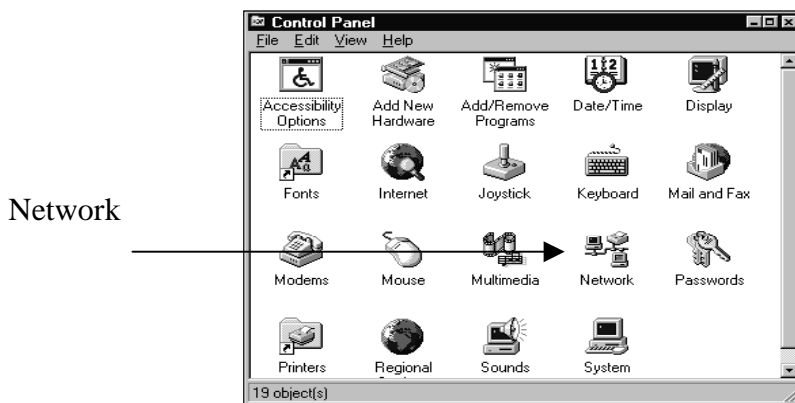 Control Panel
File Edit View Help
Accessibility Options
Add New Hardware
Add/Remove Programs
Date/Time
Display
Fonts
Internet
Joystick
Keyboard
Mail and Fax
Network
Modems
Mouse
Multimedia
Network
Passwords
Printers
Regional
Sounds
System
19 object(s)